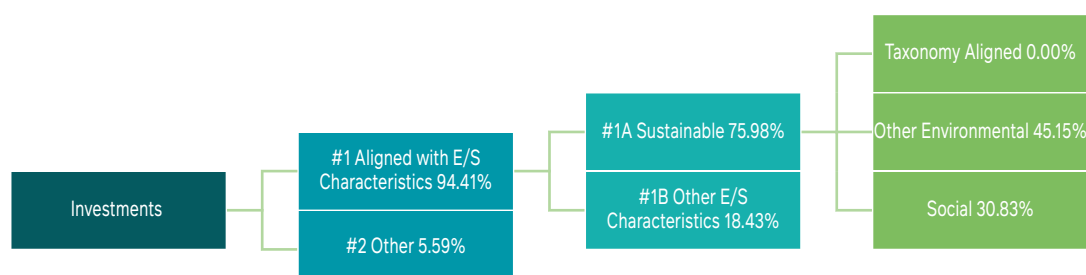 Investments
#1 Aligned with E/S
Characteristics 94.41%
#2 Other 5.59%
#1A Sustainable 75.98%
#1B Other E/S
Characteristics 18.43%
Taxonomy Aligned 0.00%
Other Environmental 45.15%
Social 30.83%